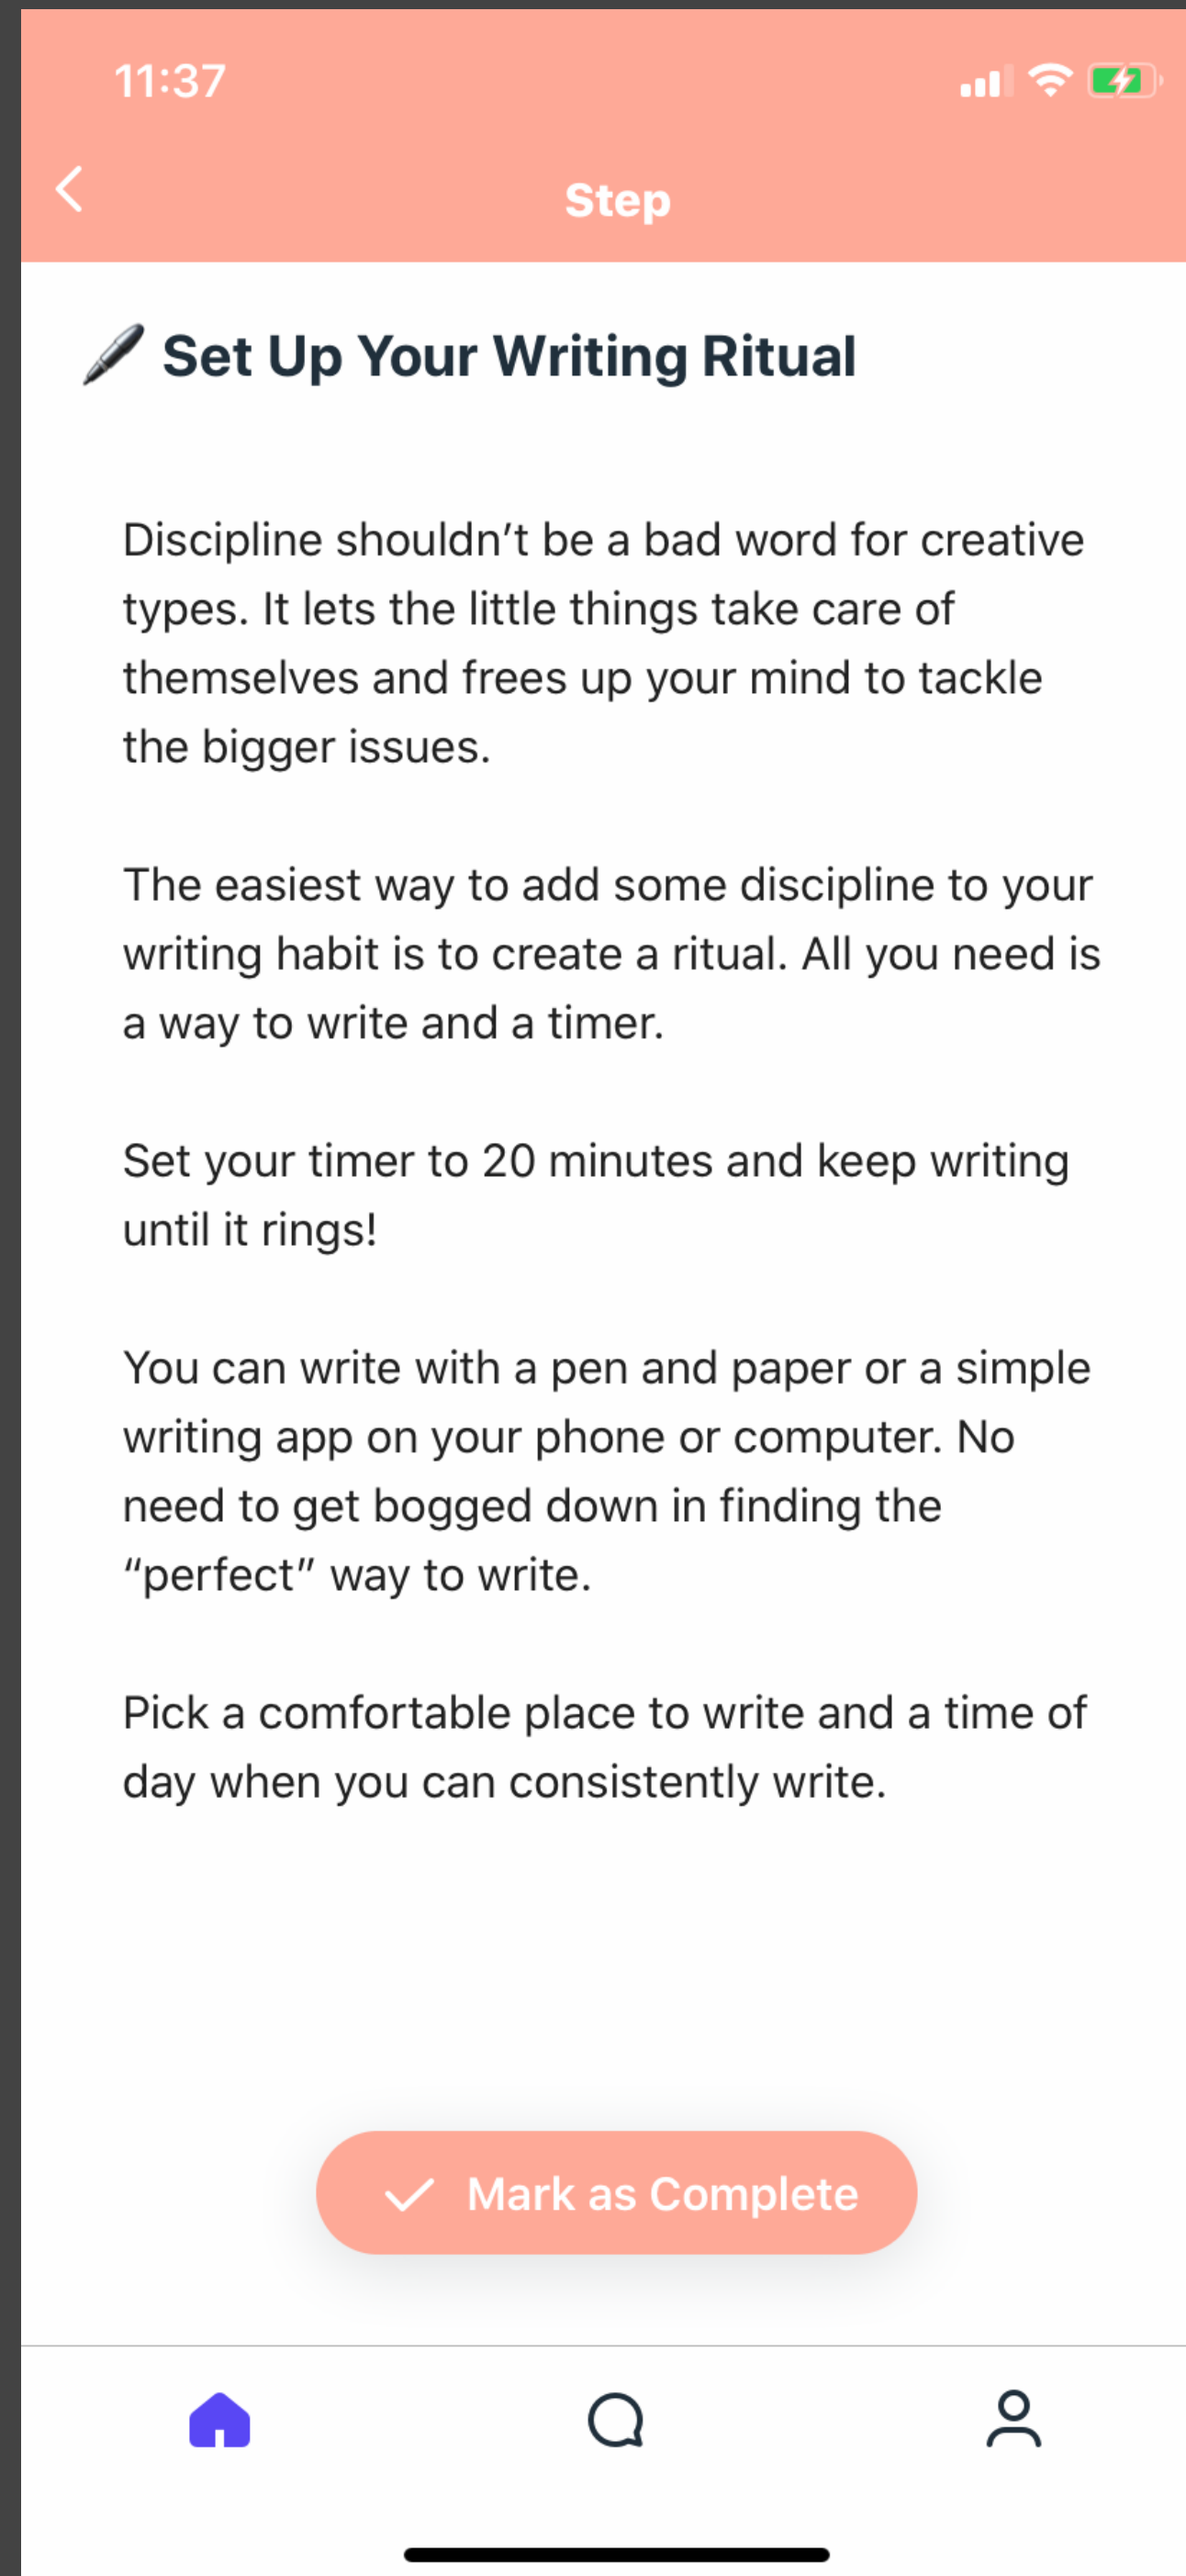 11:37
Step
Set Up Your Writing Ritual
Discipline shouldn’t be a bad word for creative
types. It lets the little things take care of
themselves and frees up your mind to tackle
the bigger issues.
The easiest way to add some discipline to your
writing habit is to create a ritual. All you need is
a way to write and a timer.
Set your timer to 20 minutes and keep writing
until it rings!
You can write with a pen and paper or a simple
writing app on your phone or computer. No
need to get bogged down in finding the
“perfect” way to write.
Pick a comfortable place to write and a time of
day when you can consistently write.
Mark as Complete